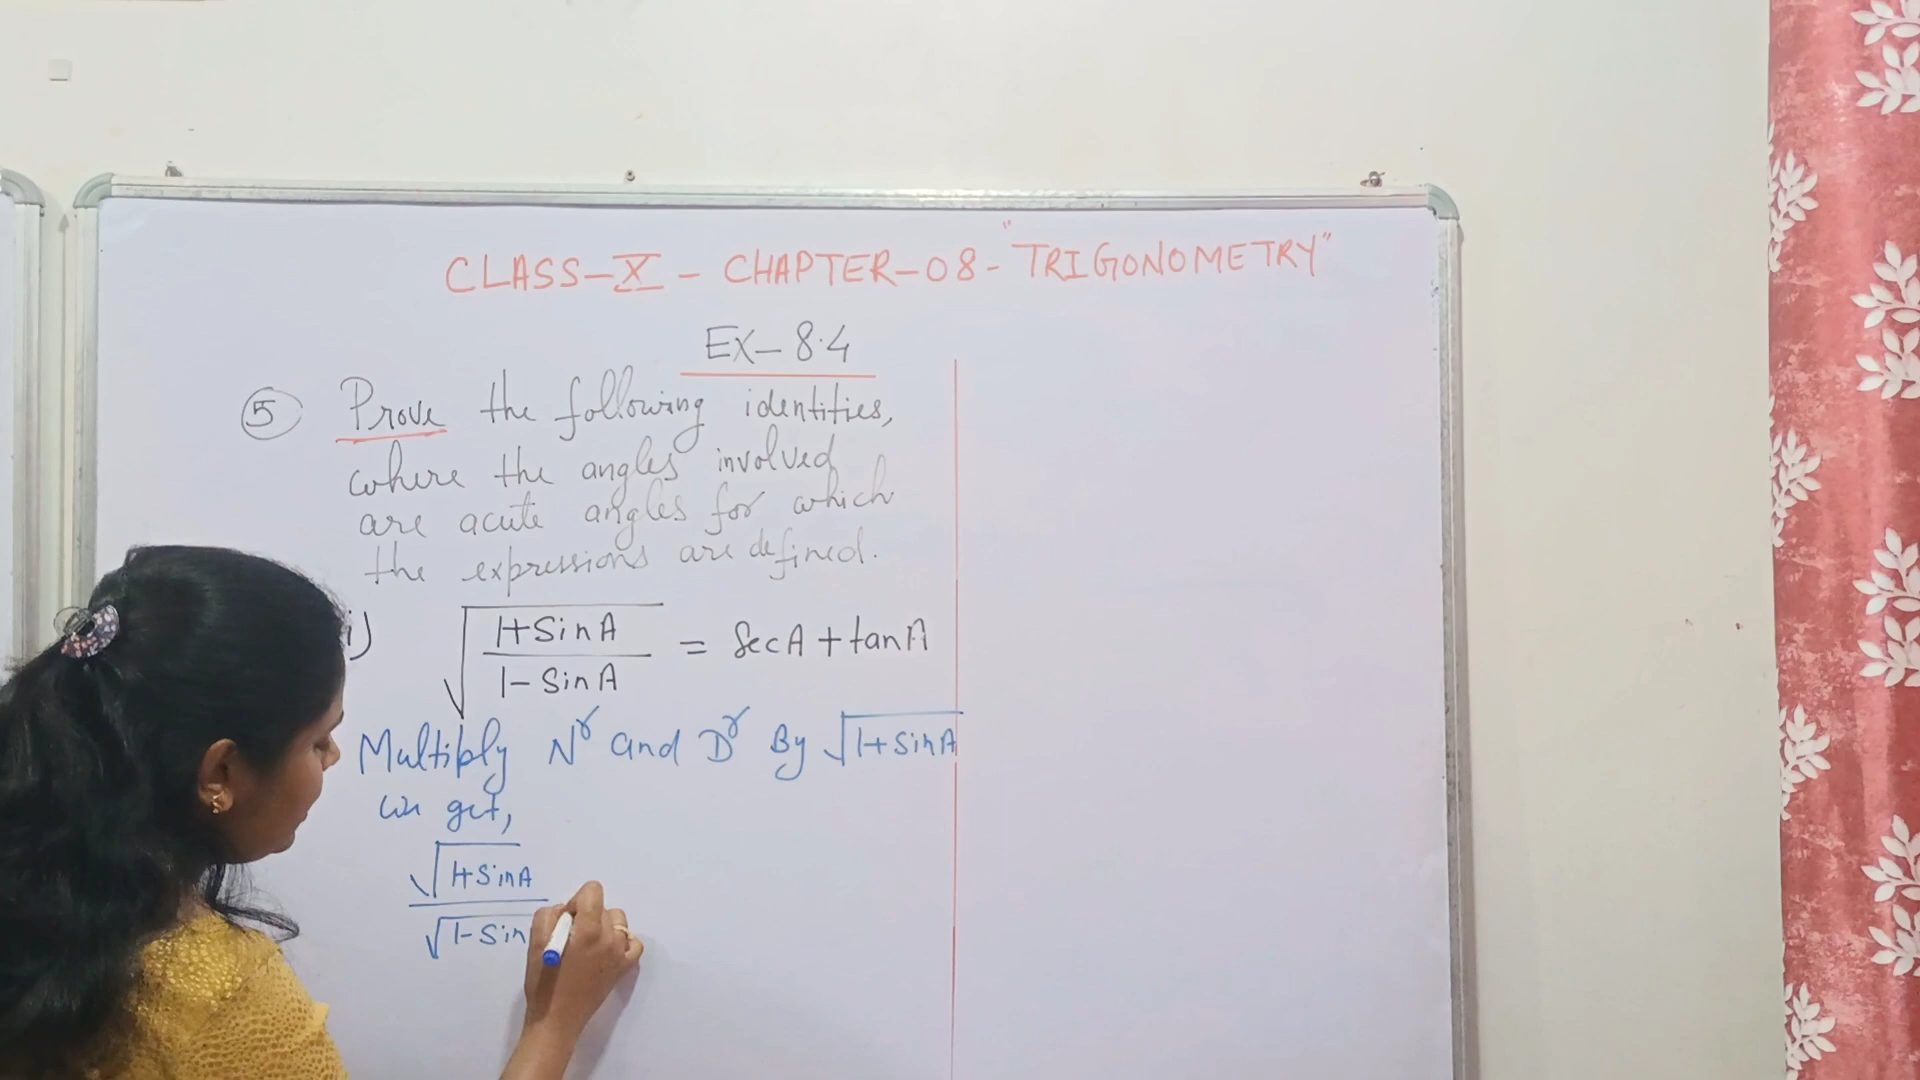 CLASS-X - CHAPTER-08- "TRIGONOMETRY"
EX-8.4
5 Prove the following identities,
where the angles involved
are acute angles for which
the expressions are defined.
i) √(1+SinA / 1-SinA) = SecA + tanA
Multiply Nr and Dr By √1+SinA
we get,
√1+SinA
√1-Sin